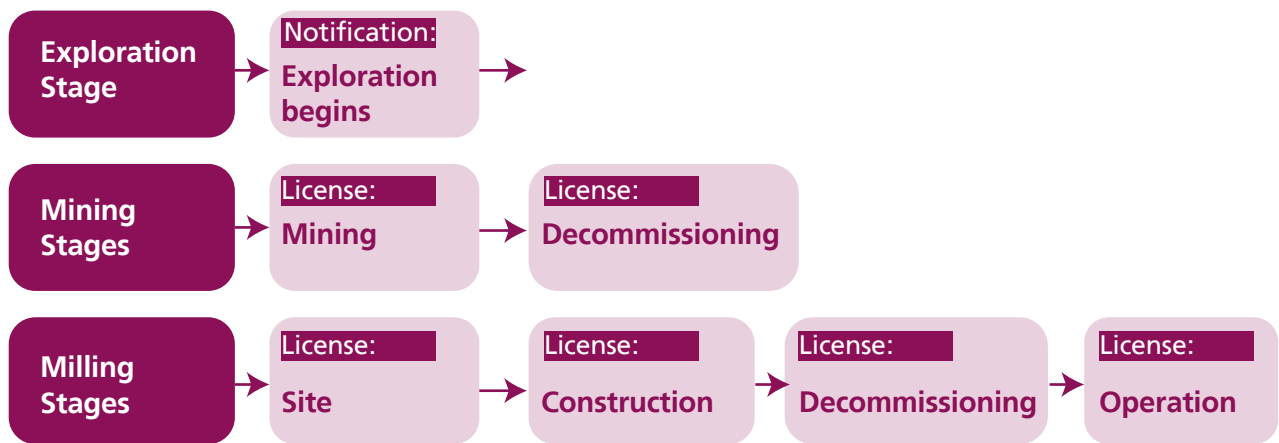 Exploration
Stage
Notification:
Exploration
begins
Mining
Stages
License:
Mining
License:
Decommissioning
Milling
Stages
License:
Site
License:
Construction
License:
Decommissioning
License:
Operation